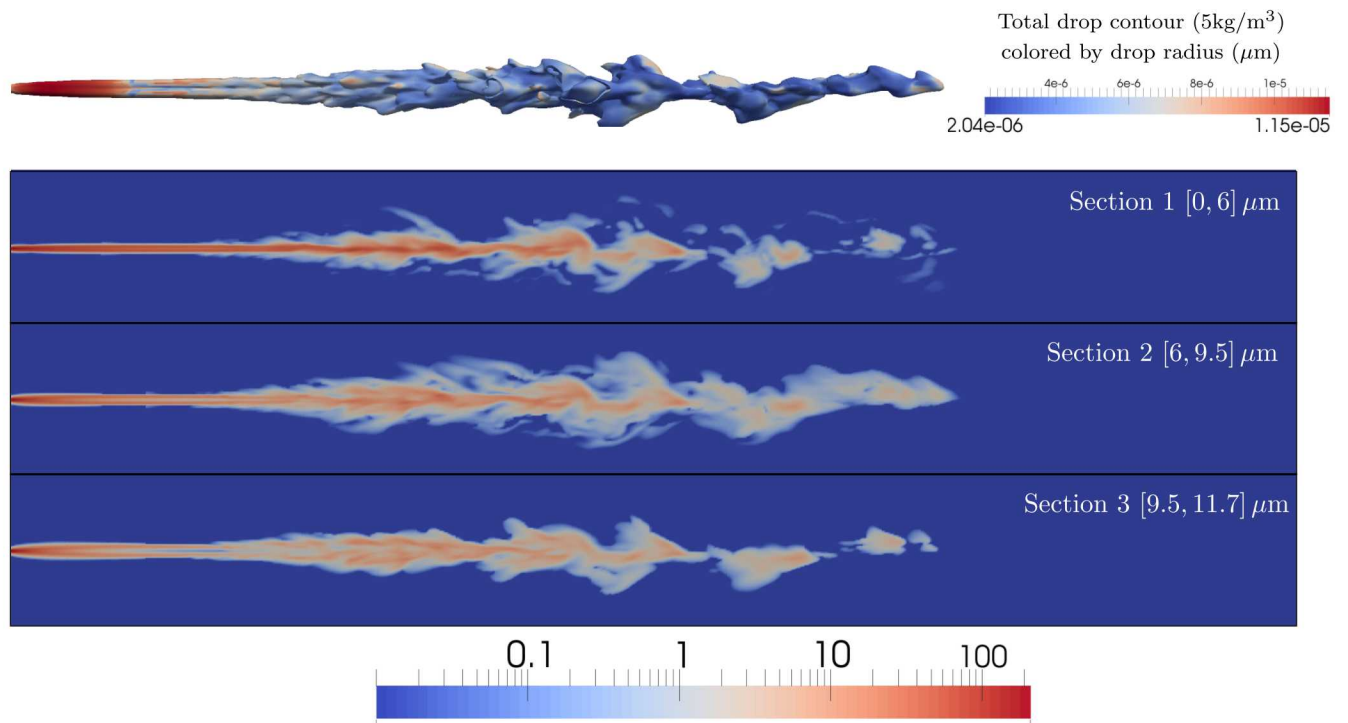 Total drop contour (5kg/m³)
colored by drop radius (μm)
4e-6 6e-6 8e-6 1e-5
2.04e-06 1.15e-05
Section 1 [0, 6] μm
Section 2 [6, 9.5] μm
Section 3 [9.5, 11.7] μm
0.1 1 10 100